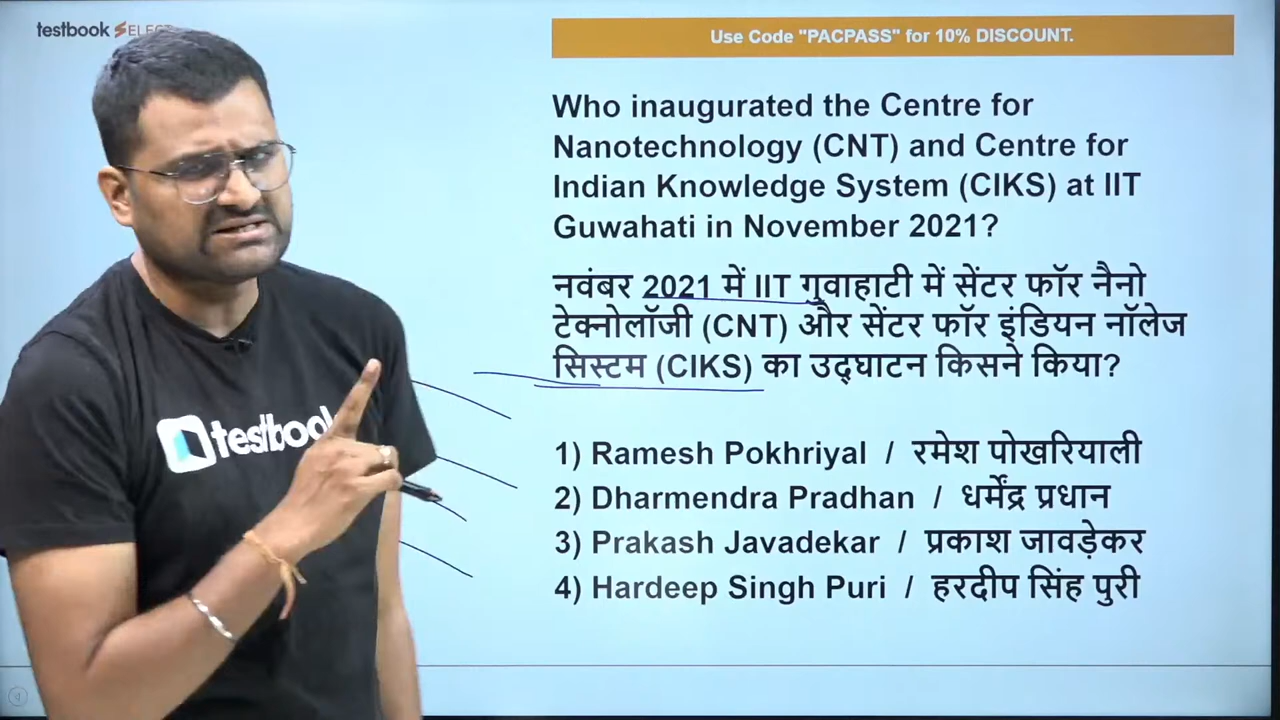 testbook SELECT
Use Code "PACPASS" for 10% DISCOUNT.
Who inaugurated the Centre for
Nanotechnology (CNT) and Centre for
Indian Knowledge System (CIKS) at IIT
Guwahati in November 2021?
नवंबर 2021 में IIT गुवाहाटी में सेंटर फॉर नैनो
टेक्नोलॉजी (CNT) और सेंटर फॉर इंडियन नॉलेज
सिस्टम (CIKS) का उद्घाटन किसने किया?
testbook
1) Ramesh Pokhriyal / रमेश पोखरियाली
2) Dharmendra Pradhan / धर्मेंद्र प्रधान
3) Prakash Javadekar / प्रकाश जावड़ेकर
4) Hardeep Singh Puri / हरदीप सिंह पुरी